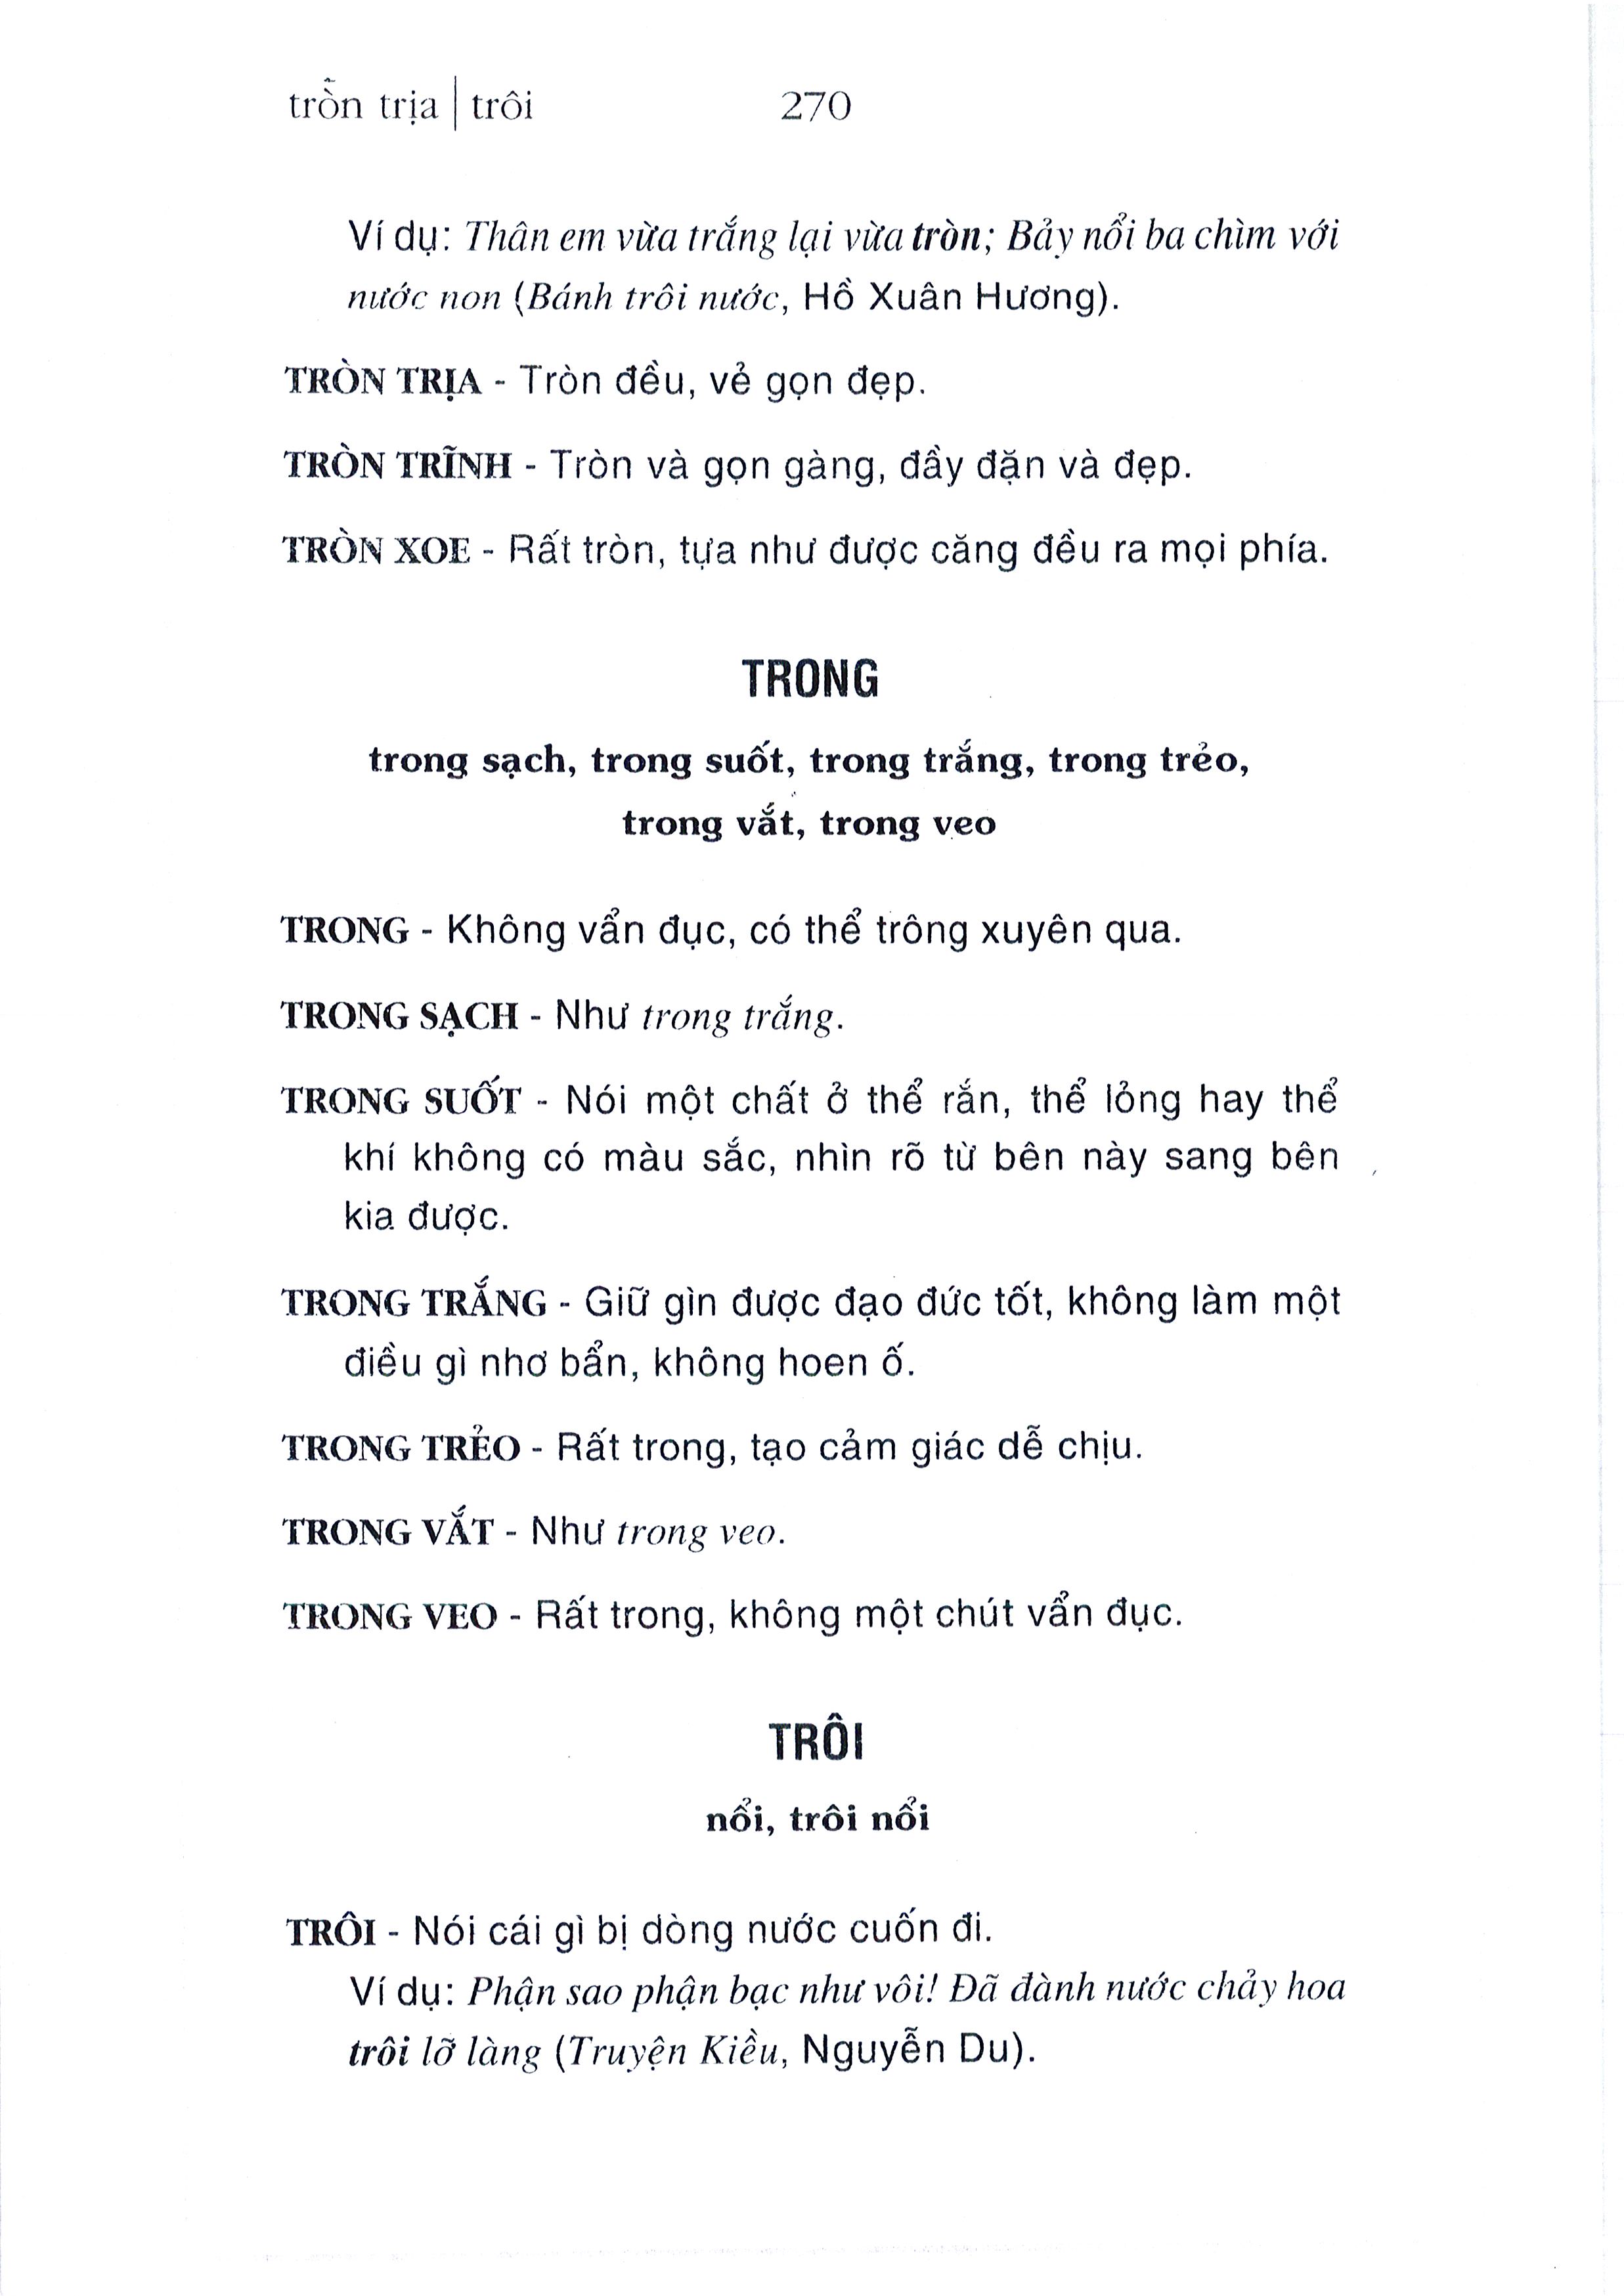 trồn trịa | trôi 270
Ví dụ: Thân em vừa trắng lại vừa tròn; Bảy nổi ba chìm với
nước non (Bánh trôi nước, Hồ Xuân Hương).
TRÒN TRỊA - Tròn đều, vẻ gọn đẹp.
TRÒN TRĨNH - Tròn và gọn gàng, đầy đặn và đẹp.
TRÒN XOE - Rất tròn, tựa như được căng đều ra mọi phía.
TRONG
trong sạch, trong suốt, trong trắng, trong trẻo,
trong vắt, trong veo
TRONG - Không vẩn đục, có thể trông xuyên qua.
TRONG SẠCH - Như trong trắng.
TRONG SUỐT - Nói một chất ở thể rắn, thể lỏng hay thể
khí không có màu sắc, nhìn rõ từ bên này sang bên
kia được.
TRONG TRẮNG - Giữ gìn được đạo đức tốt, không làm một
điều gì nhơ bẩn, không hoen ố.
TRONG TRẺO - Rất trong, tạo cảm giác dễ chịu.
TRONG VẮT - Như trong veo.
TRONG VEO - Rất trong, không một chút vẩn đục.
TRÔI
nổi, trôi nổi
TRÔI - Nói cái gì bị dòng nước cuốn đi.
Ví dụ: Phận sao phận bạc như vôi! Đã đành nước chảy hoa
trôi lỡ làng (Truyện Kiều, Nguyễn Du).